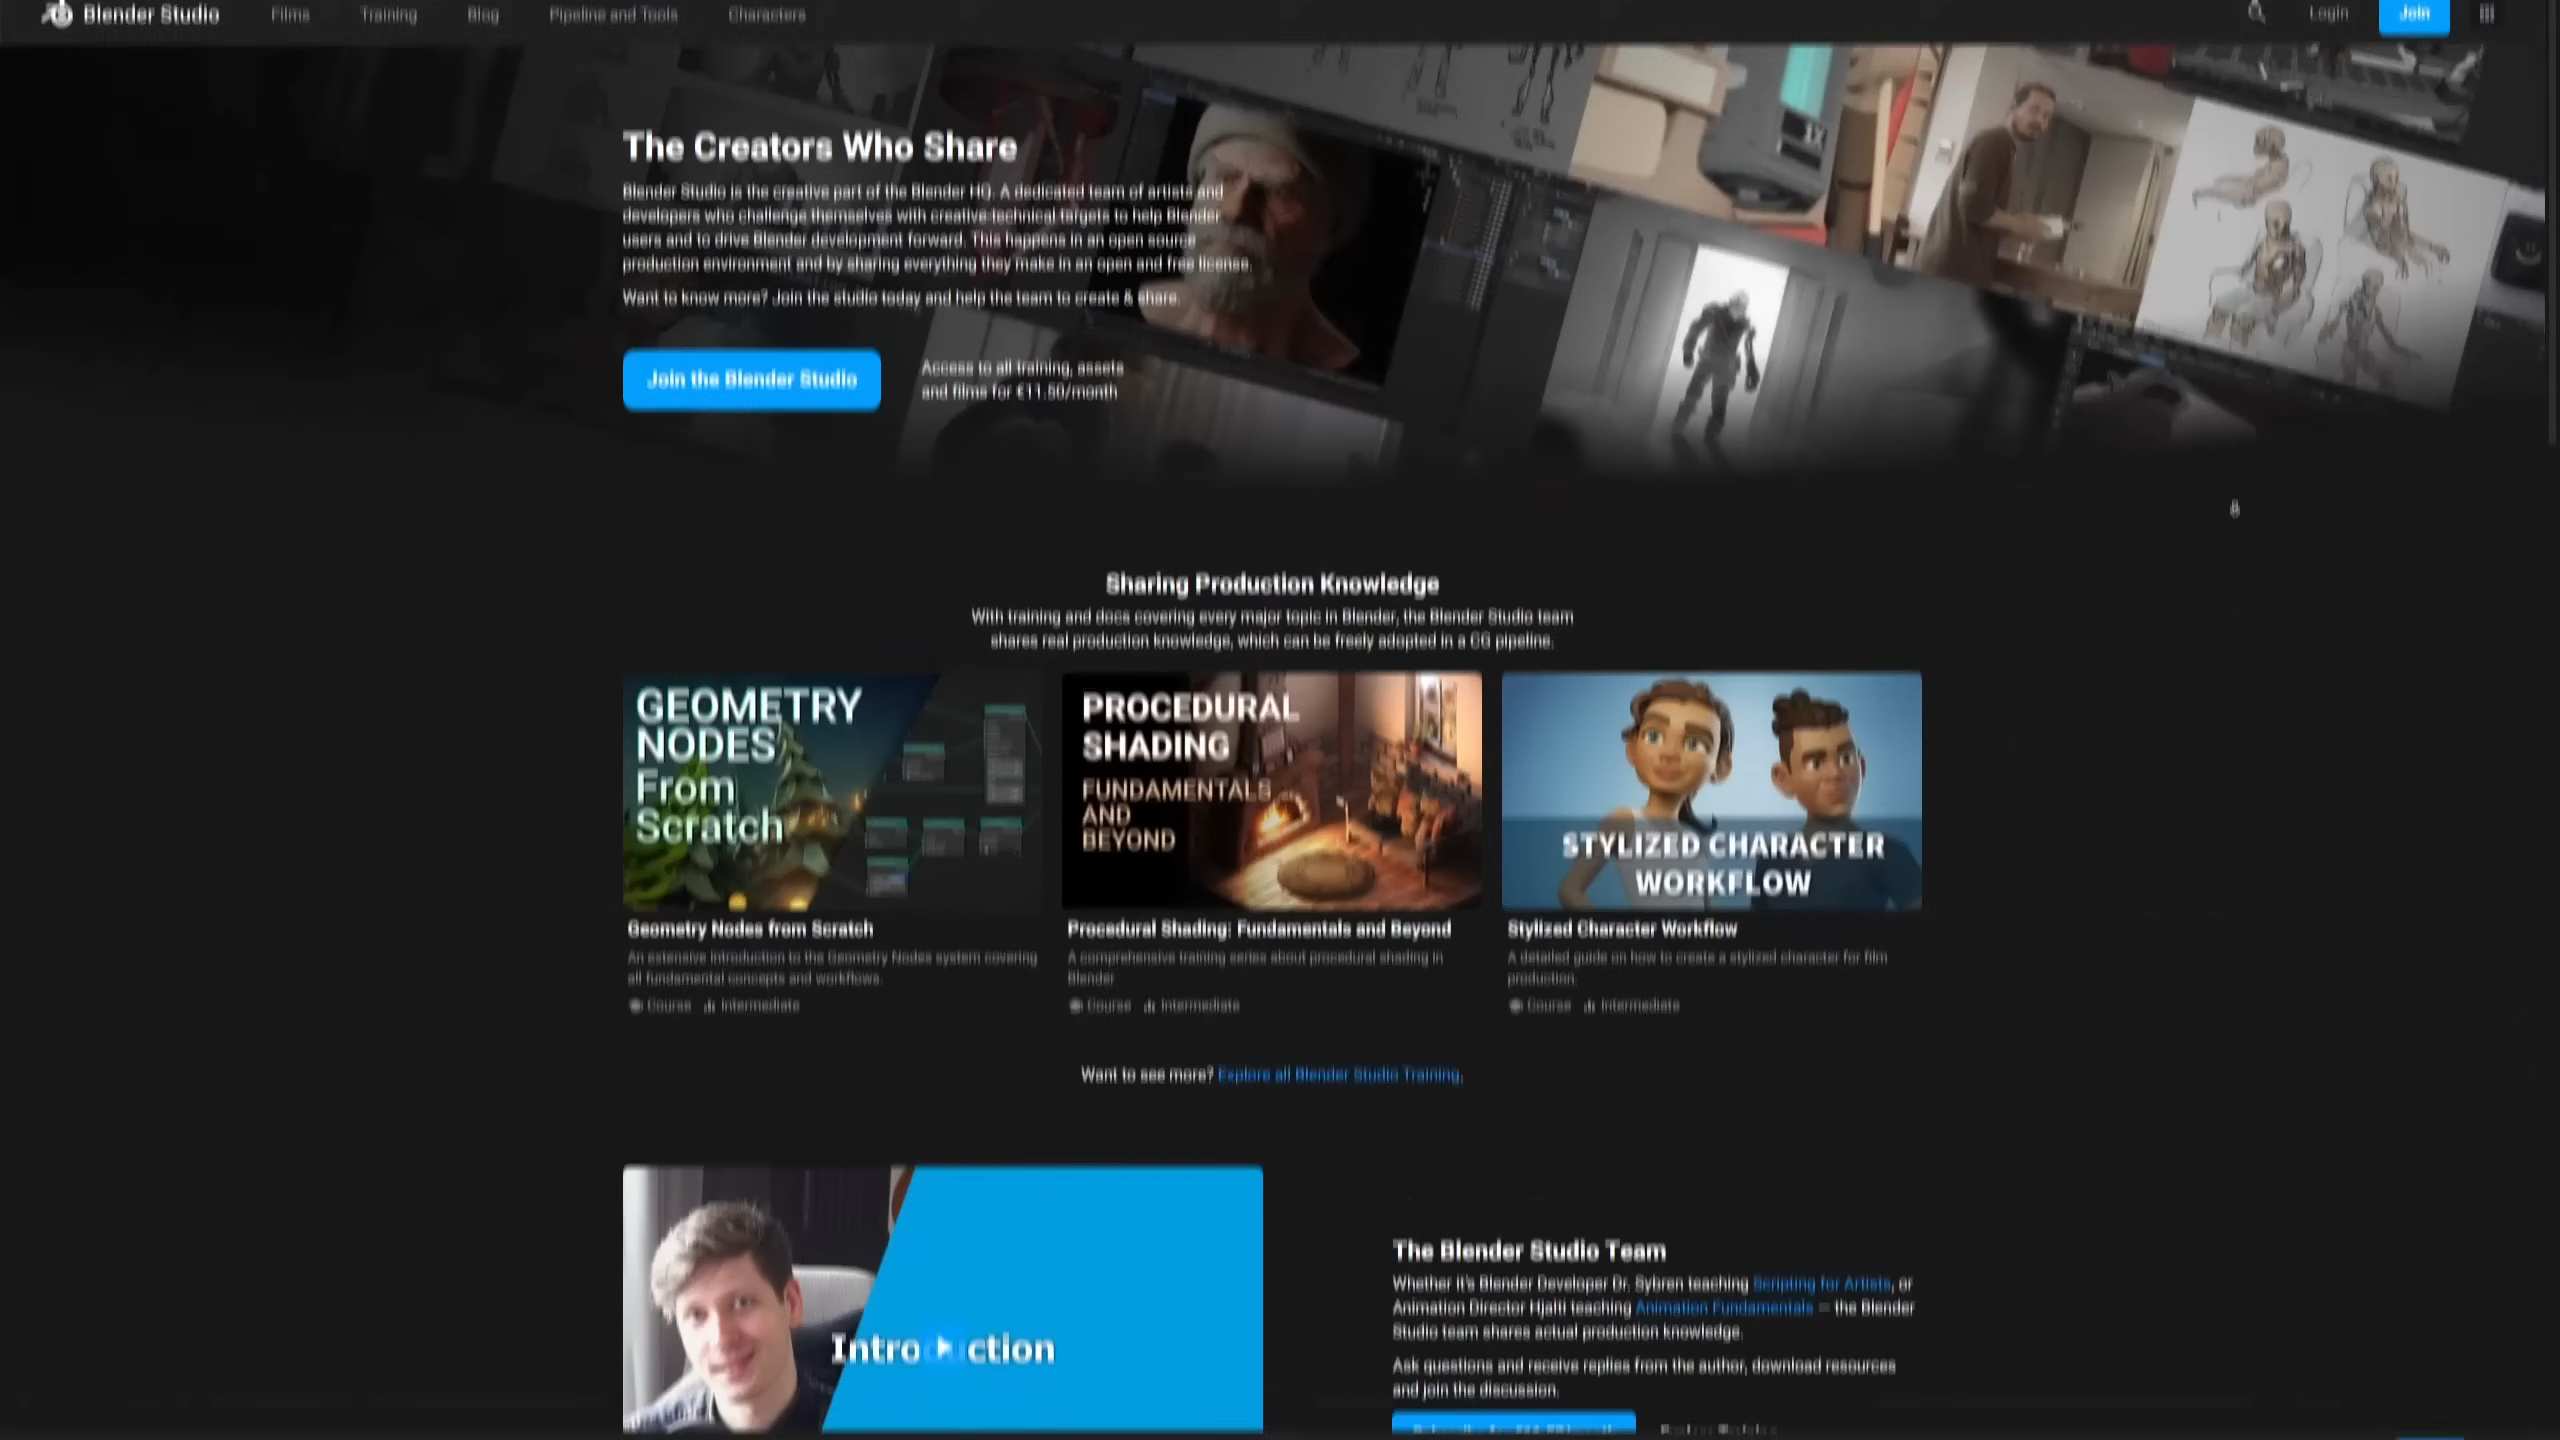 Blender Studio Films Training Blog Pipeline and Tools Characters Login Join
The Creators Who Share
Blender Studio is the creative part of the Blender HQ. A dedicated team of artists and
developers who challenge themselves with creative-technical targets to help Blender
users and to drive Blender development forward. This happens in an open source
production environment and by sharing everything they make in an open and free license.
Want to know more? Join the studio today and help the team to create & share.
Join the Blender Studio
Access to all training, assets
and films for €11.50/month
Sharing Production Knowledge
With training and docs covering every major topic in Blender, the Blender Studio team
shares real production knowledge, which can be freely adopted in a CG pipeline.
GEOMETRY
NODES
From
Scratch
PROCEDURAL
SHADING
FUNDAMENTALS
AND
BEYOND
STYLIZED CHARACTER
WORKFLOW
Geometry Nodes from Scratch
An extensive introduction to the Geometry Nodes system covering
all fundamental concepts and workflows.
Course Intermediate
Procedural Shading: Fundamentals and Beyond
A comprehensive training series about procedural shading in
Blender
Course Intermediate
Stylized Character Workflow
A detailed guide on how to create a stylized character for film
production.
Course Intermediate
Want to see more? Explore all Blender Studio Training.
Intro ction
The Blender Studio Team
Whether it's Blender Developer Dr. Sybren teaching Scripting for Artists, or
Animation Director Hjalti teaching Animation Fundamentals – the Blender
Studio team shares actual production knowledge.
Ask questions and receive replies from the author, download resources
and join the discussion.